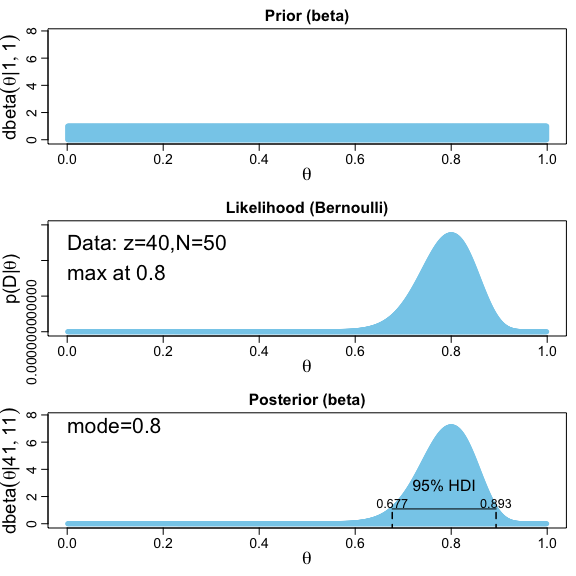 Prior (beta)
dbeta(θ|1, 1)
8
6
4
2
0
0.0 0.2 0.4 0.6 0.8 1.0
θ
Likelihood (Bernoulli)
Data: z=40,N=50
max at 0.8
p(D|θ)
0.0000000000000
0.0 0.2 0.4 0.6 0.8 1.0
θ
Posterior (beta)
mode=0.8
dbeta(θ|41, 11)
8
6
4
2
0
95% HDI
0.677 0.893
0.0 0.2 0.4 0.6 0.8 1.0
θ